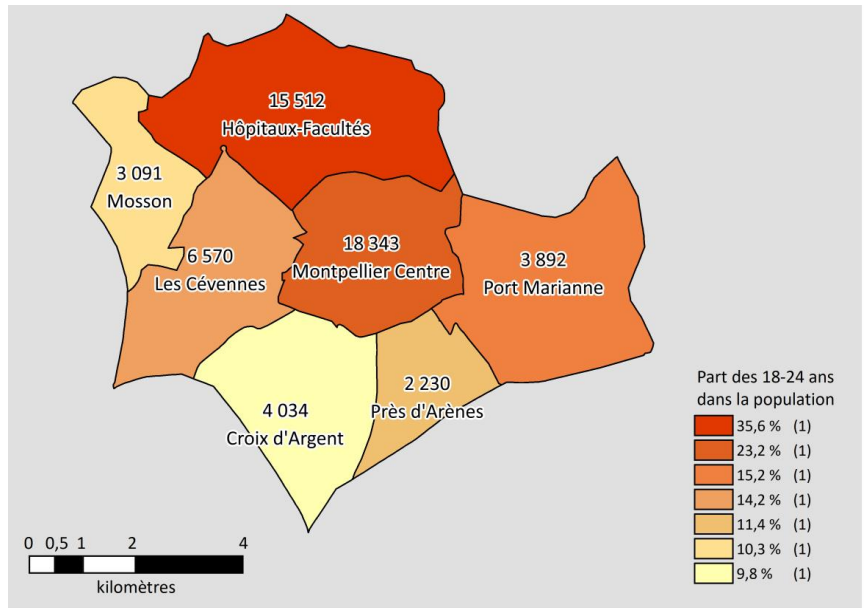 15 512
Hôpitaux-Facultés
3 091
Mosson
6 570
Les Cévennes
18 343
Montpellier Centre
3 892
Port Marianne
4 034
Croix d'Argent
2 230
Près d'Arènes
Part des 18-24 ans
dans la population
35,6 % (1)
23,2 % (1)
15,2 % (1)
14,2 % (1)
11,4 % (1)
10,3 % (1)
9,8 % (1)
0 0,5 1 2 4
kilomètres